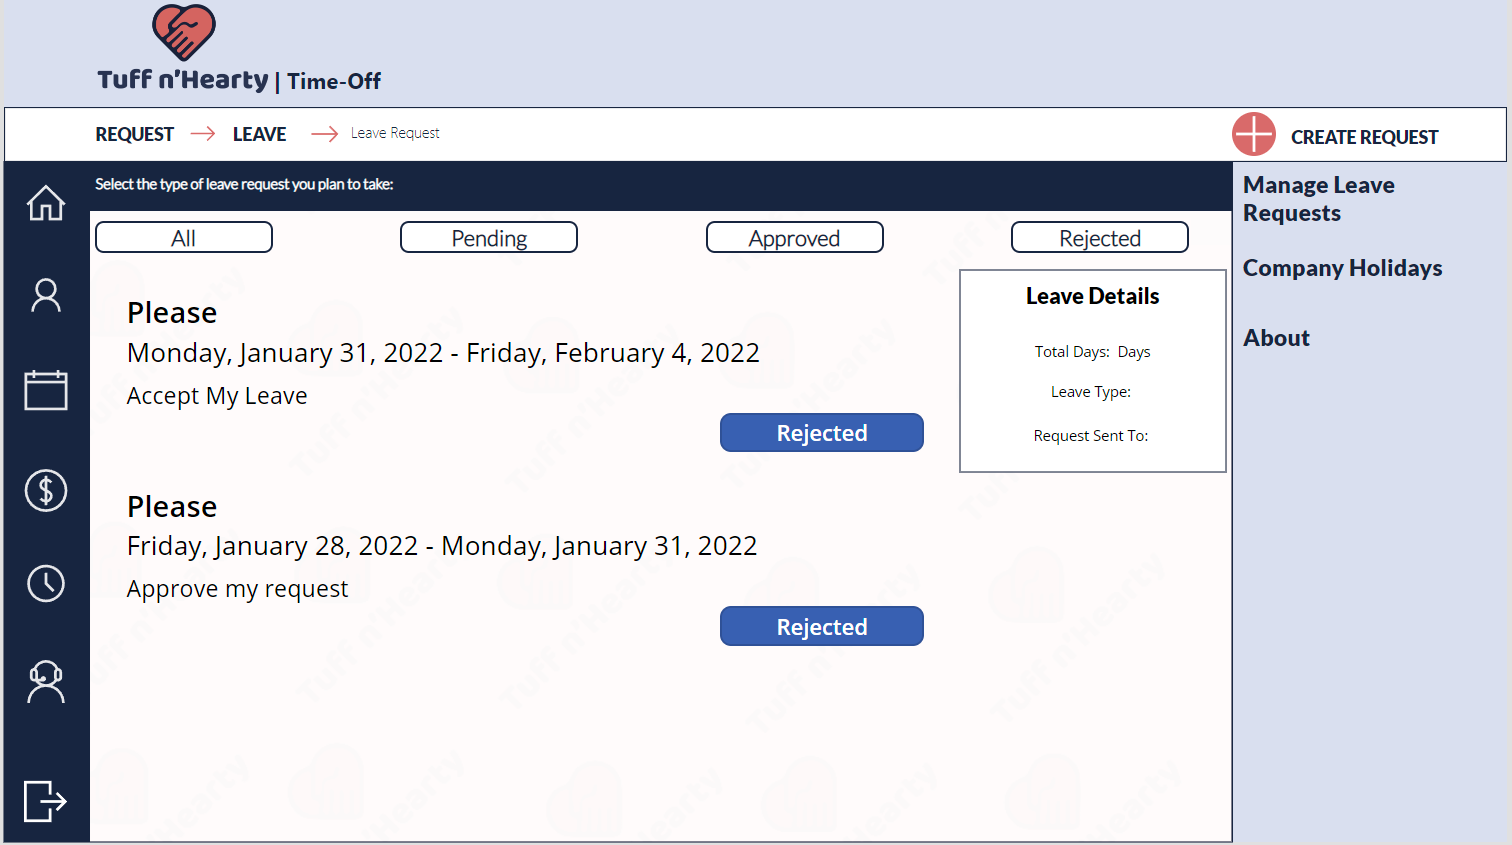 Tuff n'Hearty | Time-Off
REQUEST LEAVE Leave Request
CREATE REQUEST
Select the type of leave request you plan to take:
All
Pending
Approved
Rejected
Please
Monday, January 31, 2022 - Friday, February 4, 2022
Accept My Leave
Rejected
Please
Friday, January 28, 2022 - Monday, January 31, 2022
Approve my request
Rejected
Leave Details
Total Days: Days
Leave Type:
Request Sent To:
Manage Leave
Requests
Company Holidays
About